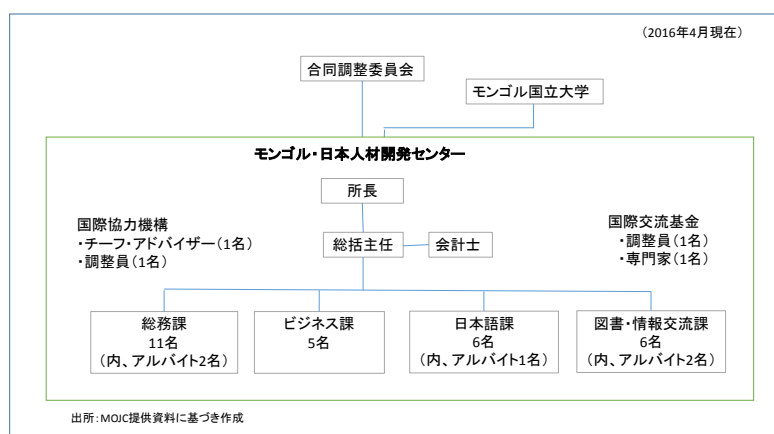 （2016年4月現在）
合同調整委員会
モンゴル国立大学
モンゴル・日本人材開発センター
所長
国際協力機構
・チーフ・アドバイザー（1名）
・調整員（1名）
国際交流基金
・調整員（1名）
・専門家（1名）
総括主任
会計士
総務課
11名
（内、アルバイト2名）
ビジネス課
5名
日本語課
6名
（内、アルバイト1名）
図書・情報交流課
6名
（内、アルバイト2名）
出所：MOJC提供資料に基づき作成